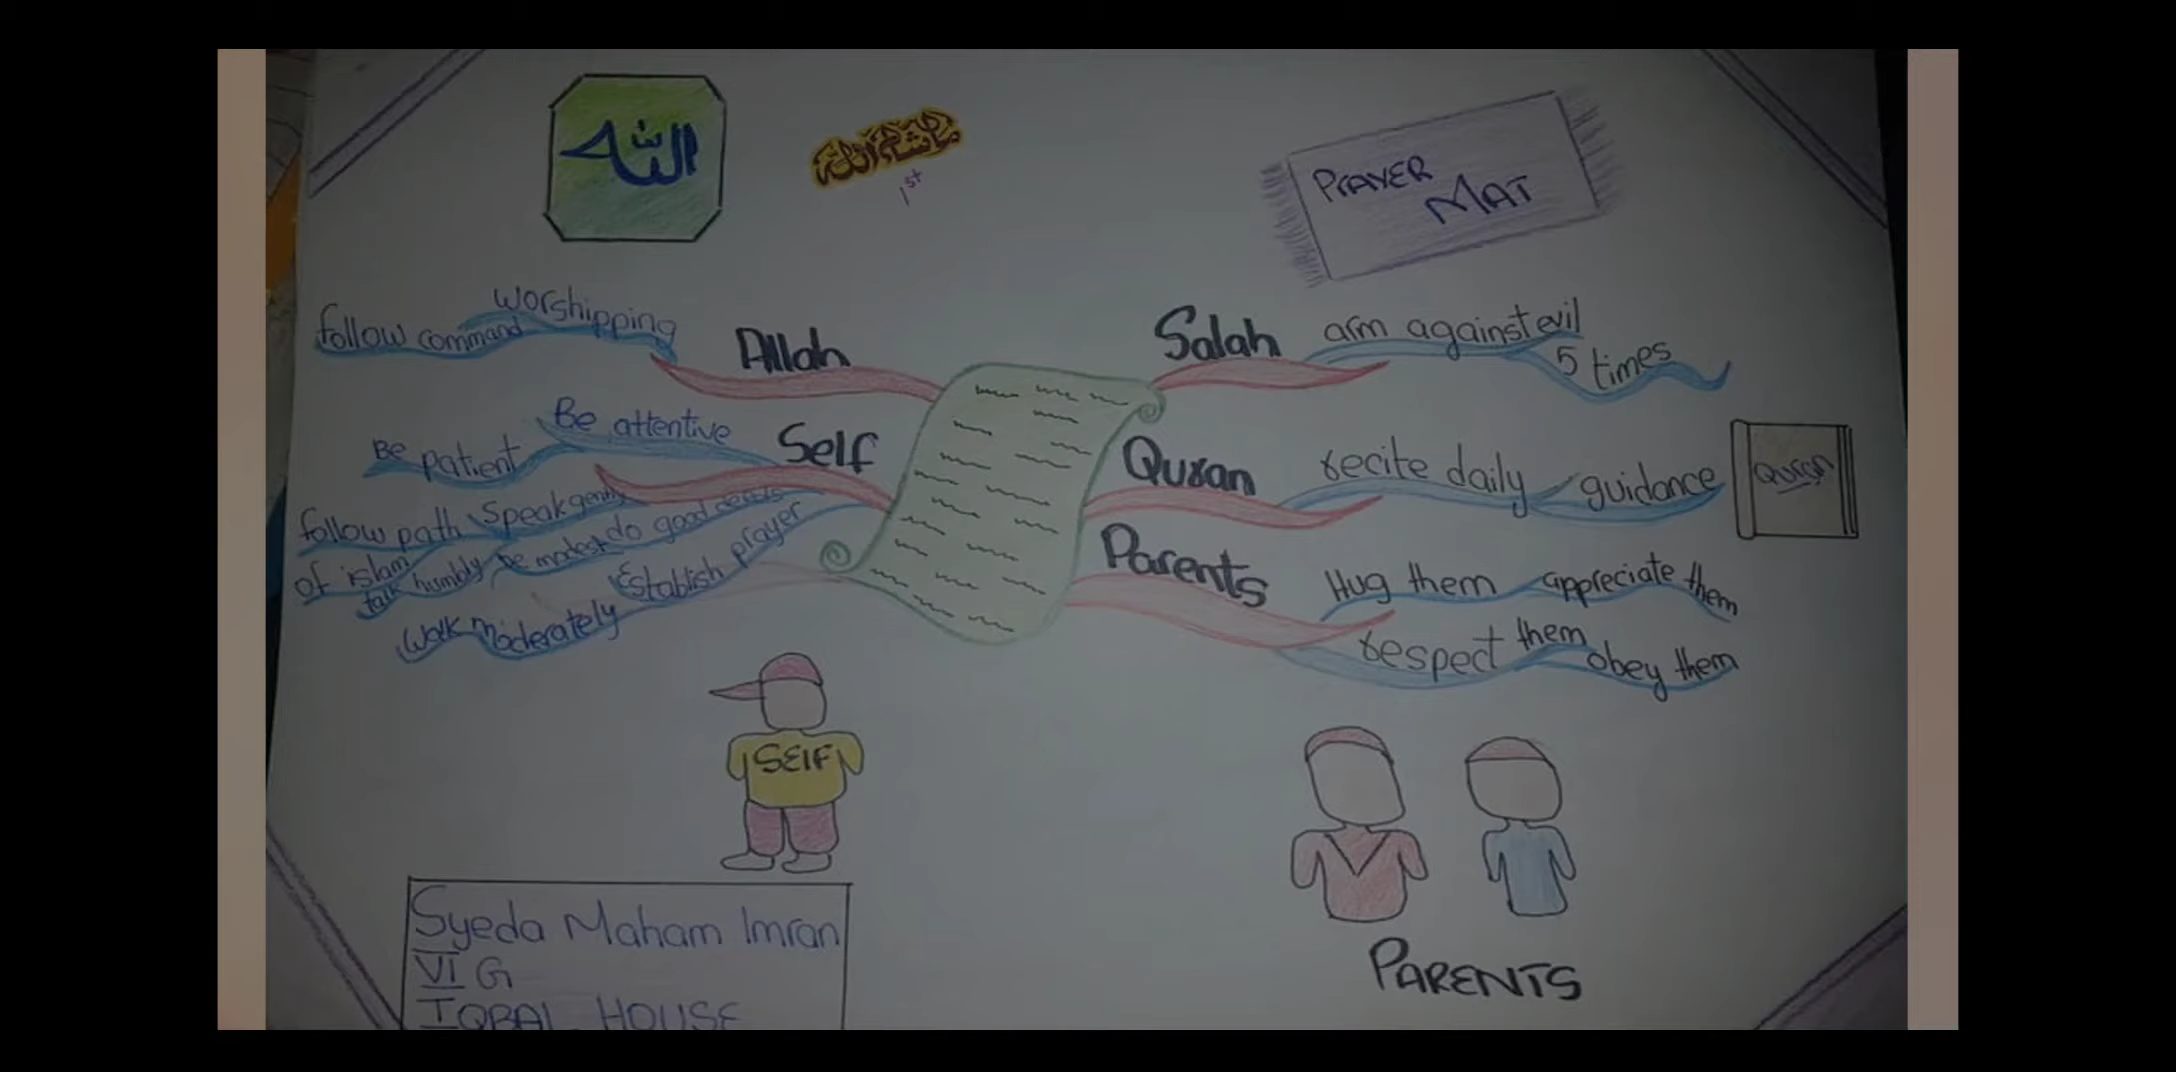 الله
ما شاء الله
1st
PRAYER
MAT
Allah
worshipping
follow command
Self
Be attentive
Be patient
Speak gently
follow path
of islam
do good deeds
be modest
talk humbly
Establish prayer
Walk moderately
Salah
arm against evil
5 times
Quran
recite daily
guidance
Quran
Parents
Hug them
appreciate them
respect them
obey them
SElF
PARENTS
Syeda Maham Imran
VI G
IQBAL HOUSE